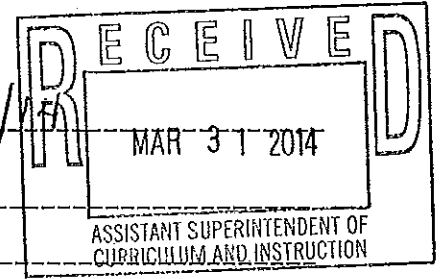 RECEIVED
MAR 31 2014
ASSISTANT SUPERINTENDENT OF
CURRICULUM AND INSTRUCTION